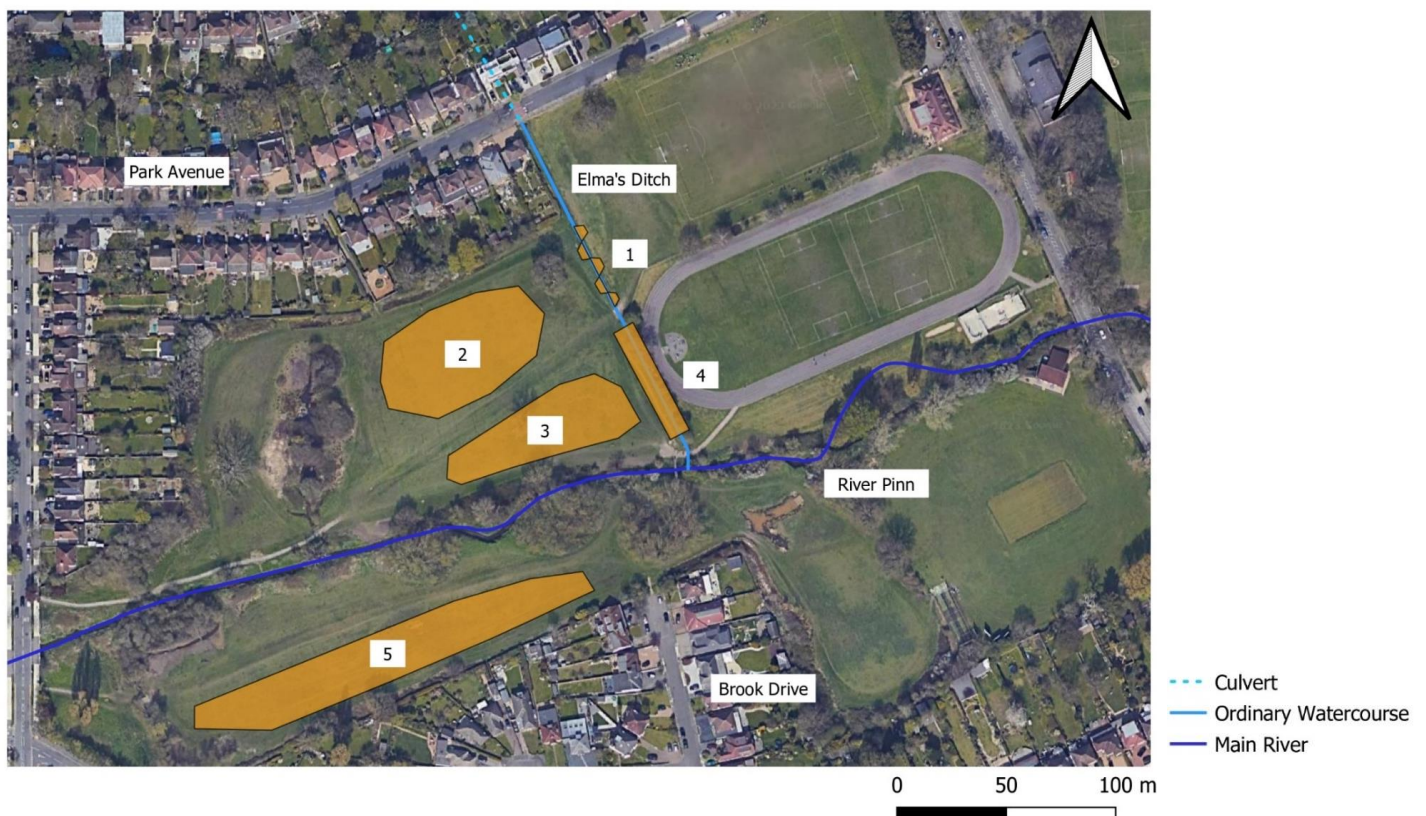 Park Avenue
Elma's Ditch
1
2
4
3
River Pinn
5
Brook Drive
Culvert
Ordinary Watercourse
Main River
0 50 100 m